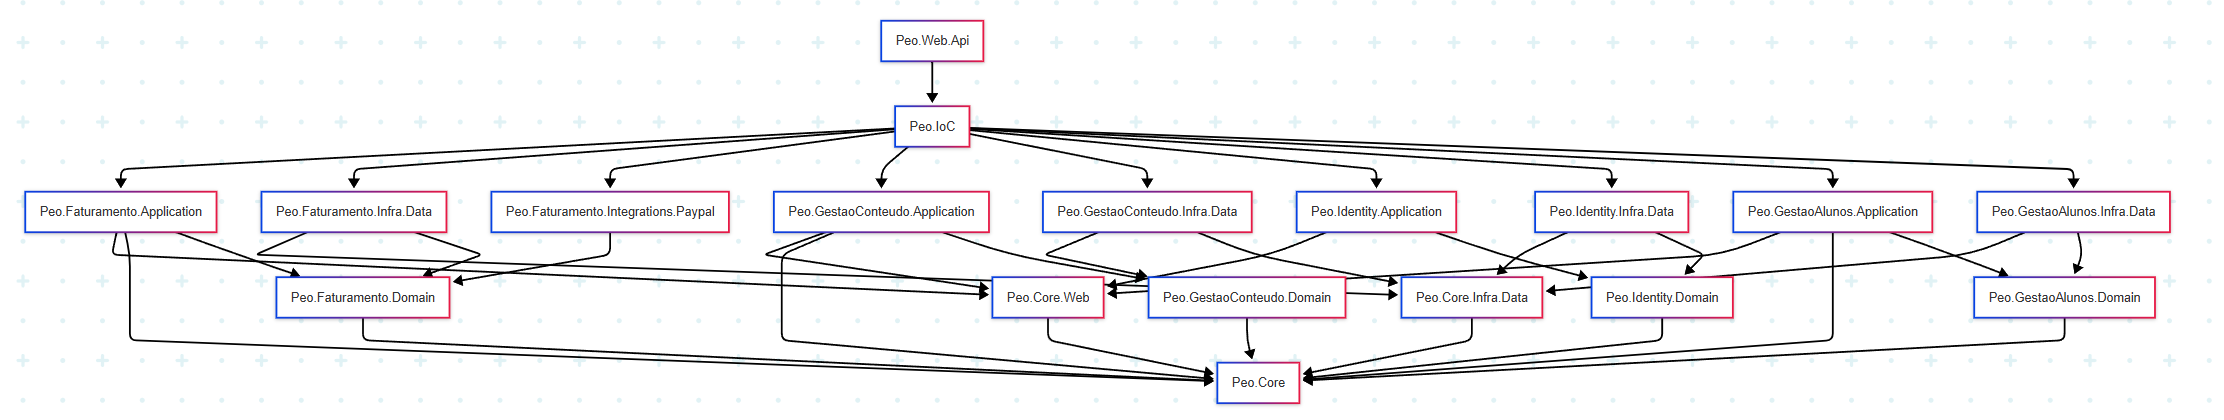 Peo.Web.Api
Peo.IoC
Peo.Faturamento.Application
Peo.Faturamento.Infra.Data
Peo.Faturamento.Integrations.Paypal
Peo.GestaoConteudo.Application
Peo.GestaoConteudo.Infra.Data
Peo.Identity.Application
Peo.Identity.Infra.Data
Peo.GestaoAlunos.Application
Peo.GestaoAlunos.Infra.Data
Peo.Faturamento.Domain
Peo.Core.Web
Peo.GestaoConteudo.Domain
Peo.Core.Infra.Data
Peo.Identity.Domain
Peo.GestaoAlunos.Domain
Peo.Core